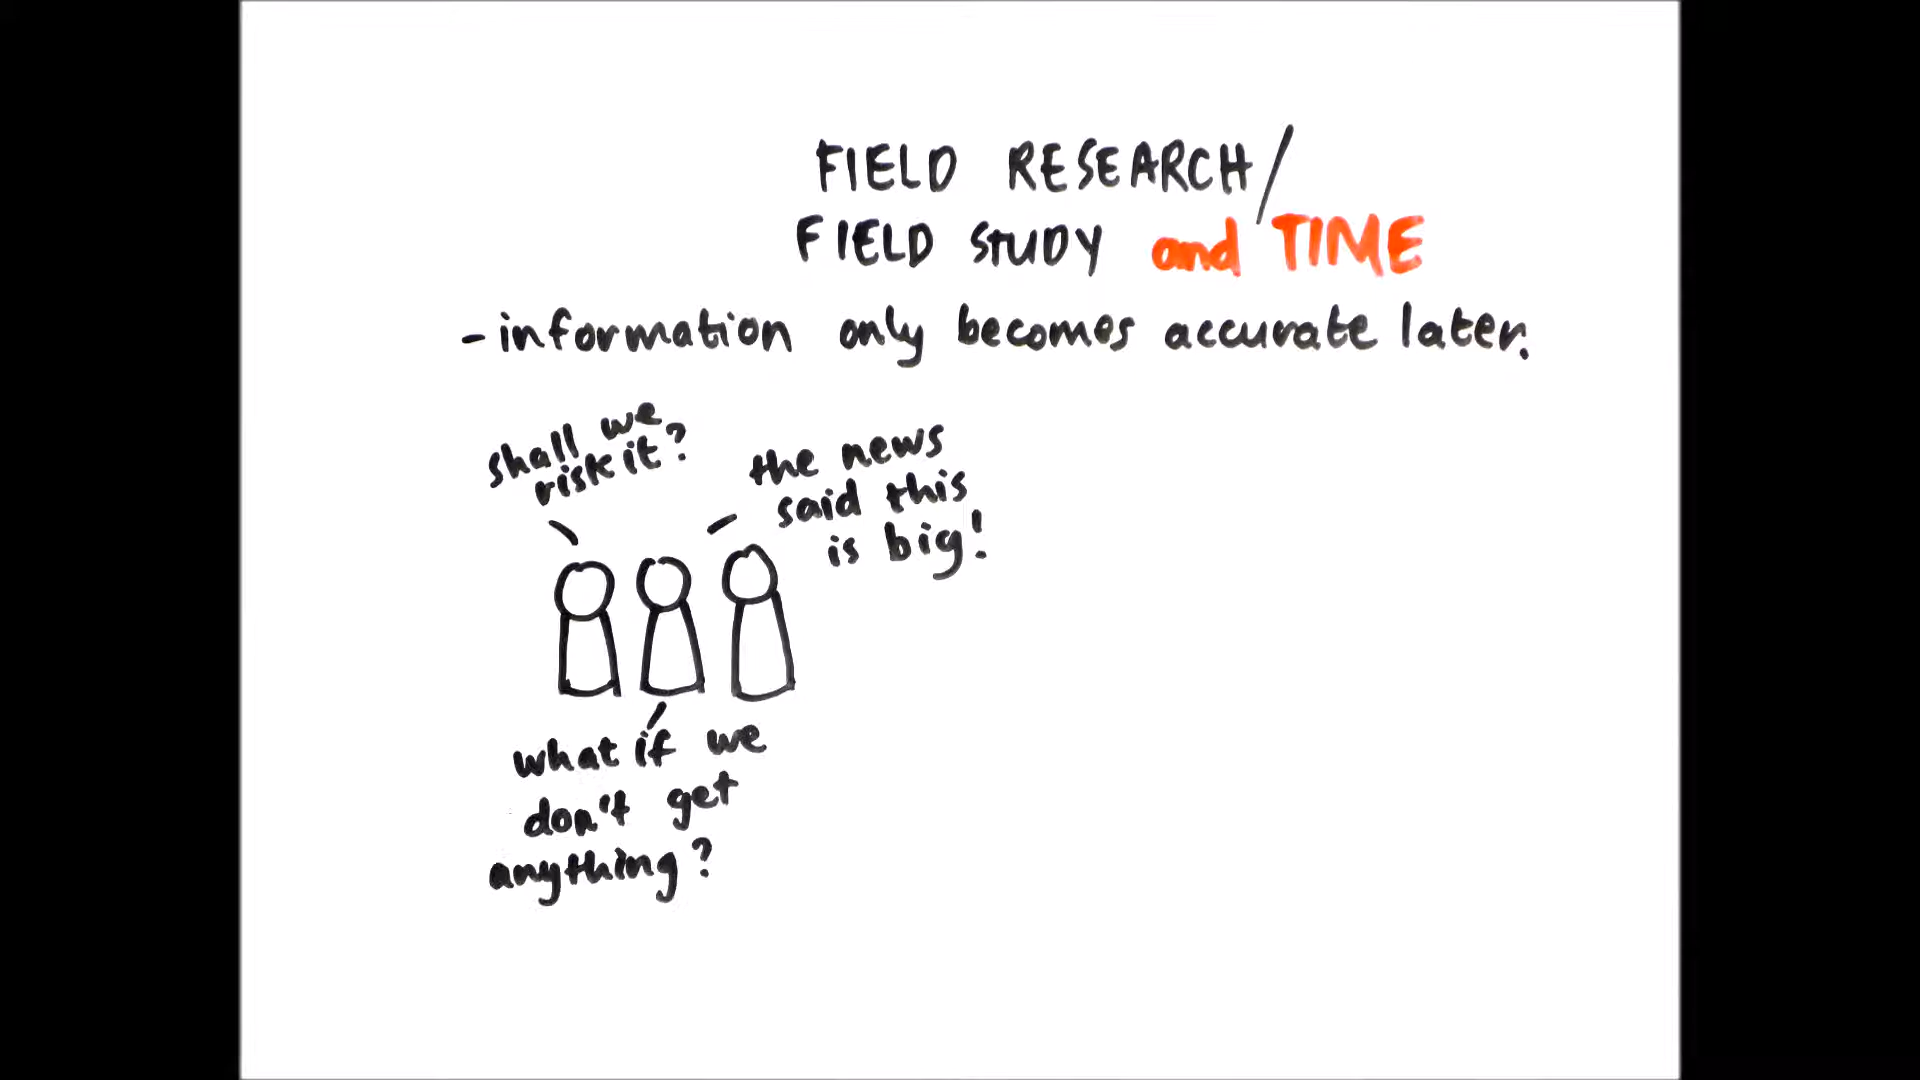 FIELD RESEARCH/
FIELD STUDY and TIME
- information only becomes accurate later.
shall we
risk it?
the news
said this
is big!
what if we
don't get
anything?